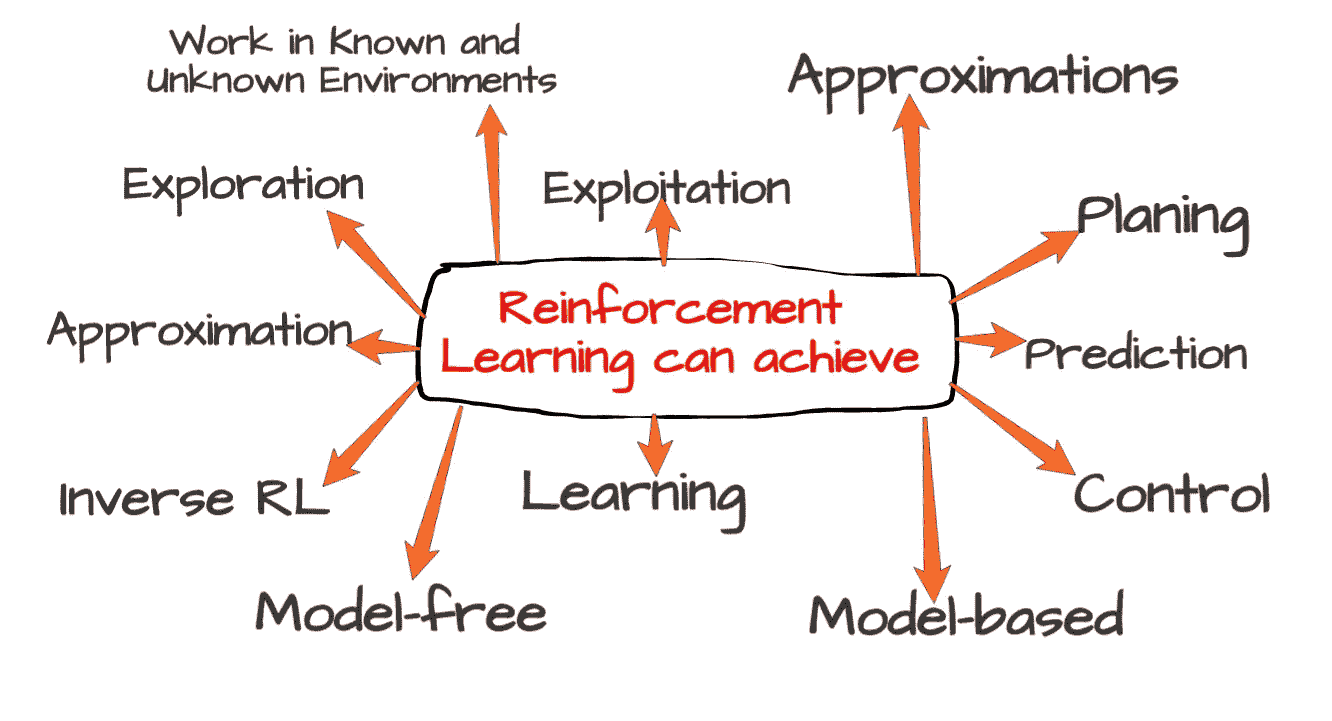 Work in Known and
Unknown Environments
Approximations
Exploration
Exploitation
Planing
Reinforcement
Learning can achieve
Approximation
Prediction
Inverse RL
Learning
Control
Model-free
Model-based